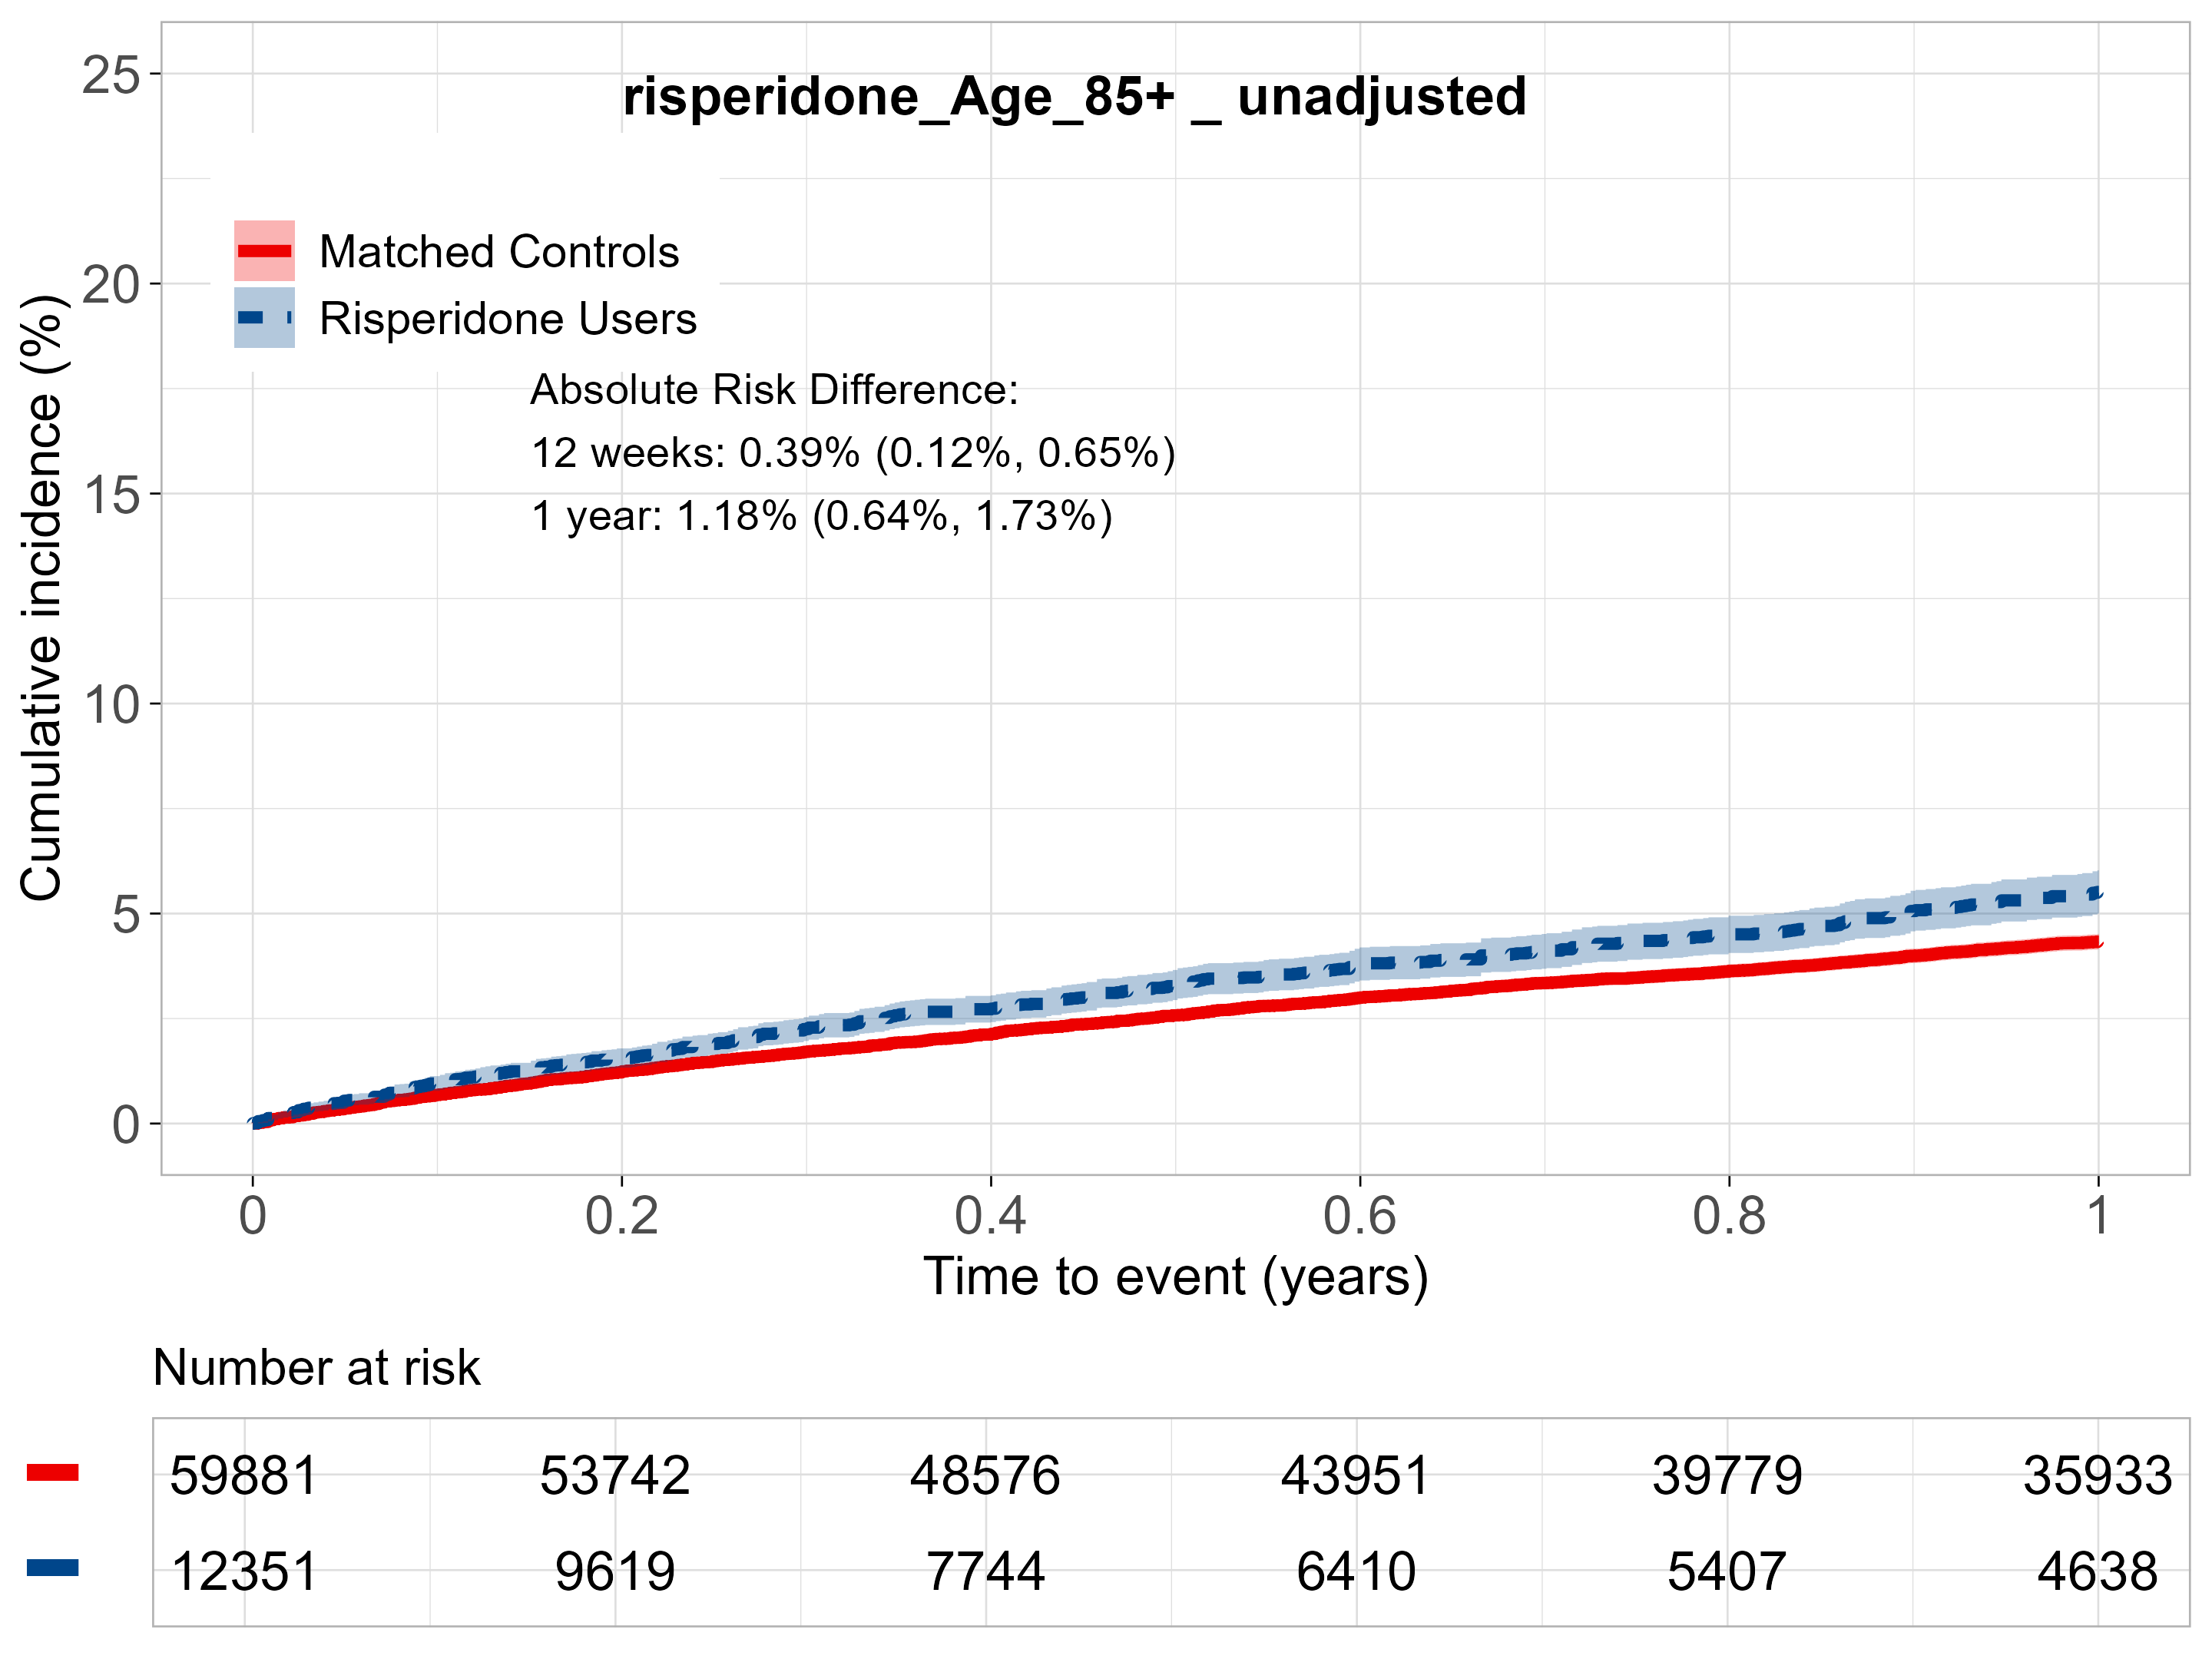 risperidone_Age_85+ _ unadjusted
Matched Controls
Risperidone Users
Absolute Risk Difference:
12 weeks: 0.39% (0.12%, 0.65%)
1 year: 1.18% (0.64%, 1.73%)
Cumulative incidence (%)
25
20
15
10
5
0
0 0.2 0.4 0.6 0.8 1
Time to event (years)
Number at risk
59881 53742 48576 43951 39779 35933
12351 9619 7744 6410 5407 4638